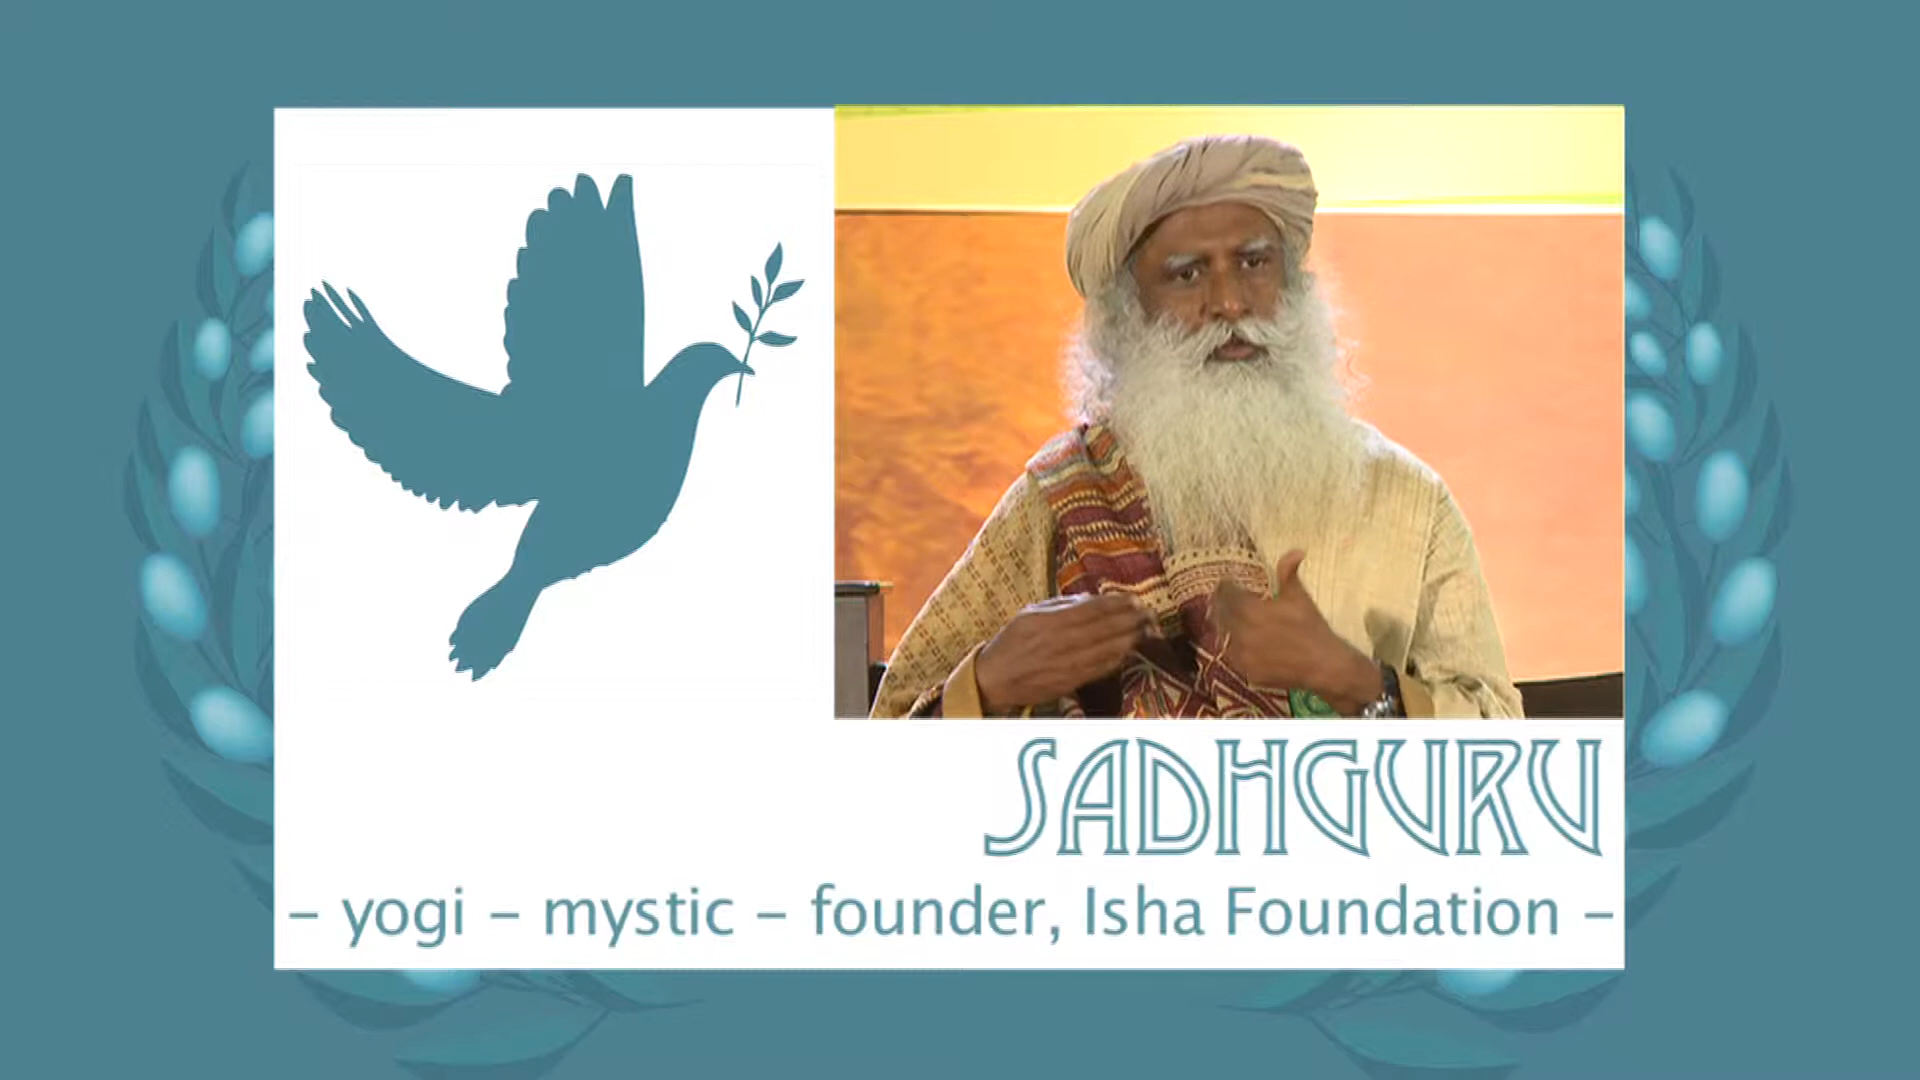 SADHGURU
– yogi – mystic – founder, Isha Foundation –